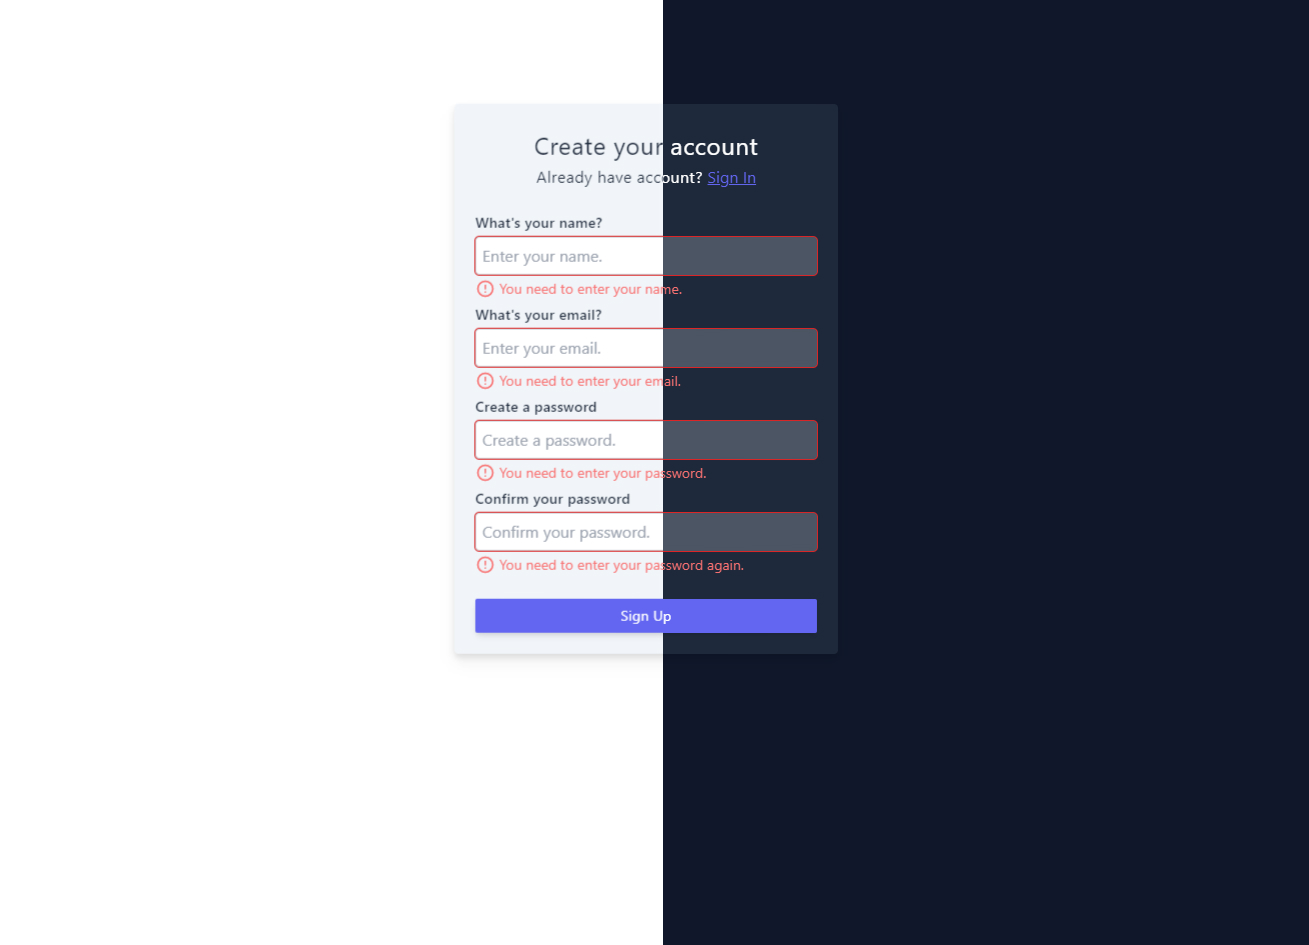 Create your account
Already have account? Sign In
What's your name?
Enter your name.
You need to enter your name.
What's your email?
Enter your email.
You need to enter your email.
Create a password
Create a password.
You need to enter your password.
Confirm your password
Confirm your password.
You need to enter your password again.
Sign Up